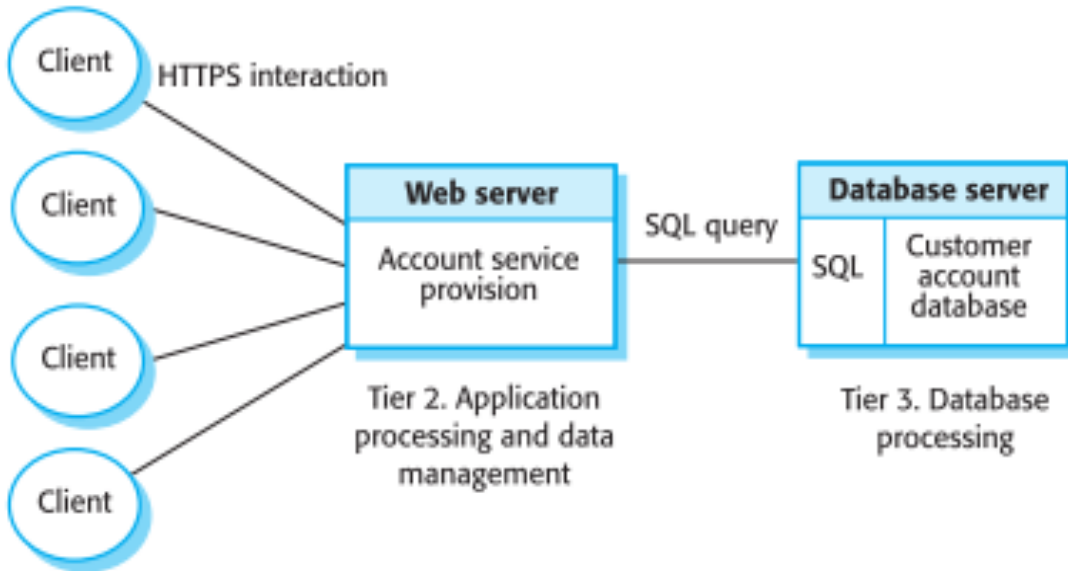 Client
HTTPS interaction
Client
Client
Client
Web server
Account service
provision
Tier 2. Application
processing and data
management
SQL query
Database server
SQL
Customer
account
database
Tier 3. Database
processing